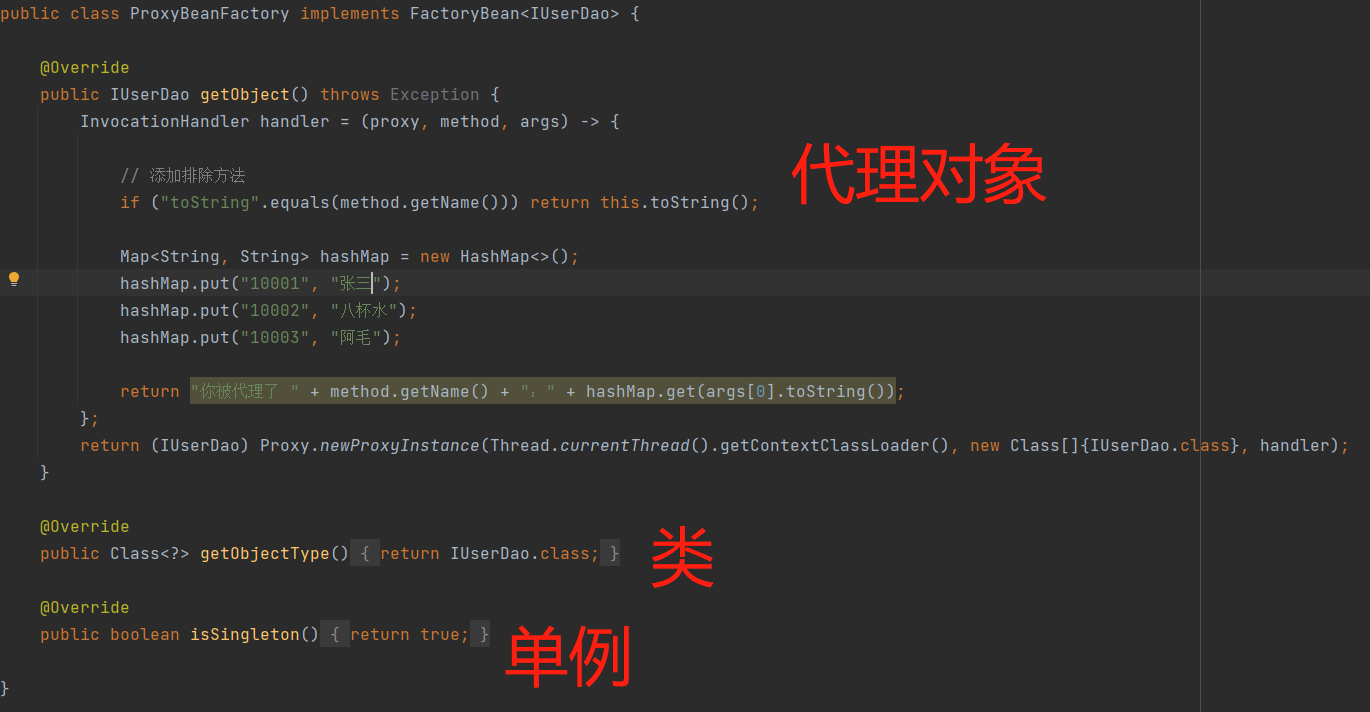 public class ProxyBeanFactory implements FactoryBean<IUserDao> {
@Override
public IUserDao getObject() throws Exception {
InvocationHandler handler = (proxy, method, args) -> {
// 添加排除方法
代理对象
if ("toString".equals(method.getName())) return this.toString();
Map<String, String> hashMap = new HashMap<>();
hashMap.put("10001", "张三");
hashMap.put("10002", "八杯水");
hashMap.put("10003", "阿毛");
return "你被代理了 " + method.getName() + "：" + hashMap.get(args[0].toString());
};
return (IUserDao) Proxy.newProxyInstance(Thread.currentThread().getContextClassLoader(), new Class[]{IUserDao.class}, handler);
}
@Override
public Class<?> getObjectType() { return IUserDao.class; }
类
@Override
public boolean isSingleton() { return true; }
单例
}